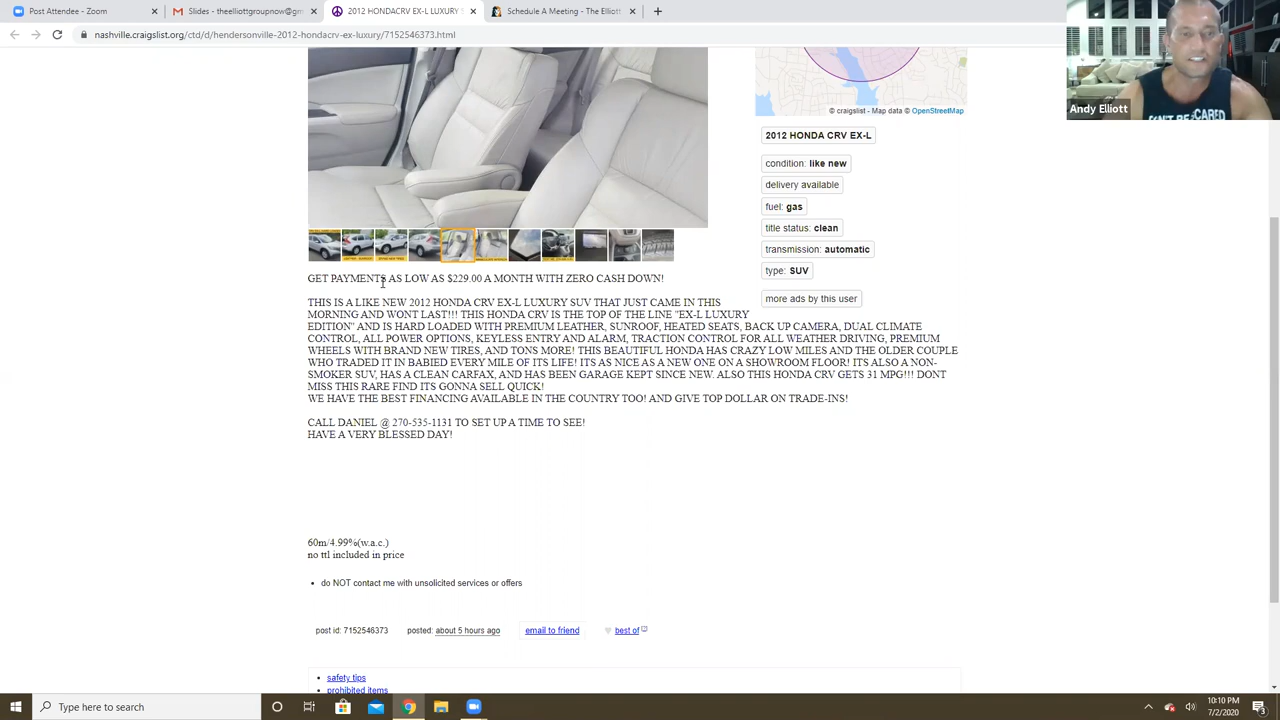 Post Attendee - Zoom
Slides - theelliottgroupnow@gm
2012 HONDACRV EX-L LUXURY S
Schedule A Meeting - The Elliott
nashville.craigslist.org/ctd/d/hendersonville-2012-hondacrv-ex-luxury/7152546373.html
Andy Elliott
© craigslist - Map data © OpenStreetMap
2012 HONDA CRV EX-L
condition: like new
delivery available
fuel: gas
title status: clean
transmission: automatic
type: SUV
more ads by this user
GET PAYMENTS AS LOW AS $229.00 A MONTH WITH ZERO CASH DOWN!
THIS IS A LIKE NEW 2012 HONDA CRV EX-L LUXURY SUV THAT JUST CAME IN THIS
MORNING AND WONT LAST!!! THIS HONDA CRV IS THE TOP OF THE LINE "EX-L LUXURY
EDITION" AND IS HARD LOADED WITH PREMIUM LEATHER, SUNROOF, HEATED SEATS, BACK UP CAMERA, DUAL CLIMATE
CONTROL, ALL POWER OPTIONS, KEYLESS ENTRY AND ALARM, TRACTION CONTROL FOR ALL WEATHER DRIVING, PREMIUM
WHEELS WITH BRAND NEW TIRES, AND TONS MORE! THIS BEAUTIFUL HONDA HAS CRAZY LOW MILES AND THE OLDER COUPLE
WHO TRADED IT IN BABIED EVERY MILE OF ITS LIFE! ITS AS NICE AS A NEW ONE ON A SHOWROOM FLOOR! ITS ALSO A NON-
SMOKER SUV, HAS A CLEAN CARFAX, AND HAS BEEN GARAGE KEPT SINCE NEW. ALSO THIS HONDA CRV GETS 31 MPG!!! DONT
MISS THIS RARE FIND ITS GONNA SELL QUICK!
WE HAVE THE BEST FINANCING AVAILABLE IN THE COUNTRY TOO! AND GIVE TOP DOLLAR ON TRADE-INS!
CALL DANIEL @ 270-535-1131 TO SET UP A TIME TO SEE!
HAVE A VERY BLESSED DAY!
60m/4.99%(w.a.c.)
no ttl included in price
do NOT contact me with unsolicited services or offers
post id: 7152546373 posted: about 5 hours ago email to friend best of
safety tips
prohibited items
Type here to search
10:10 PM
7/2/2020